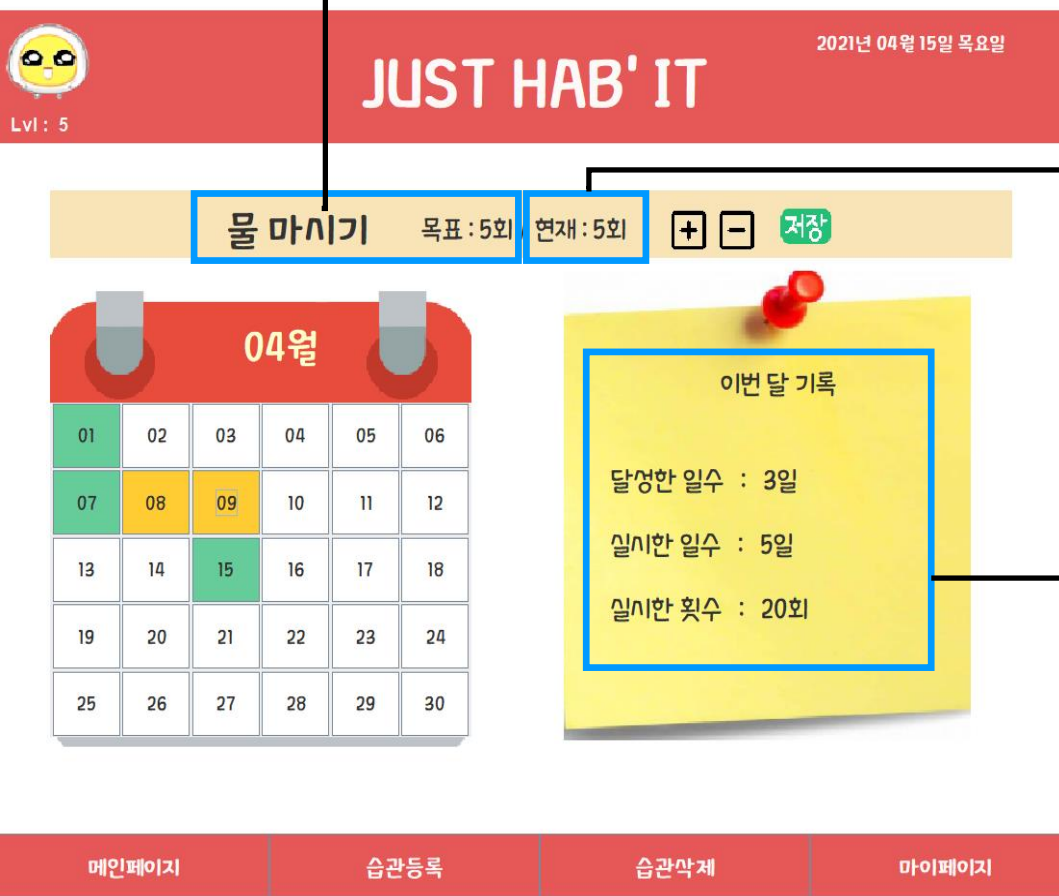 2021년 04월 15일 목요일
JUST HAB' IT
Lvl : 5
물 마시기 목표 : 5회 / 현재 : 5회 + - 저장
04월
01 02 03 04 05 06
07 08 09 10 11 12
13 14 15 16 17 18
19 20 21 22 23 24
25 26 27 28 29 30
이번 달 기록
달성한 일수 : 3일
실시한 일수 : 5일
실시한 횟수 : 20회
메인페이지 습관등록 습관삭제 마이페이지